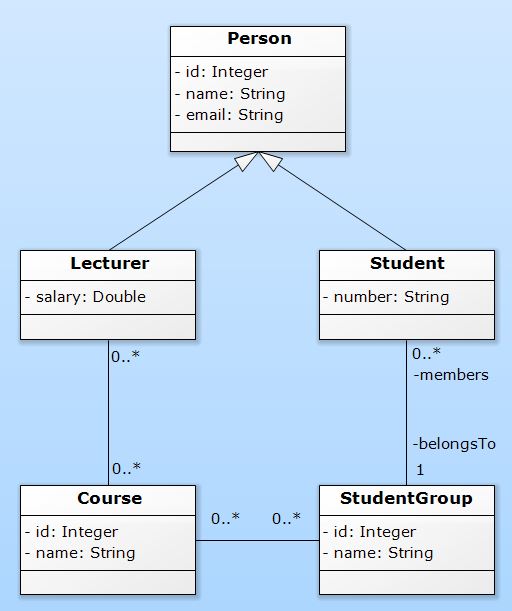 Person
- id: Integer
- name: String
- email: String
Lecturer
- salary: Double
Student
- number: String
0..*
0..*
-members
-belongsTo
1
0..*
Course
- id: Integer
- name: String
0..*
0..*
StudentGroup
- id: Integer
- name: String